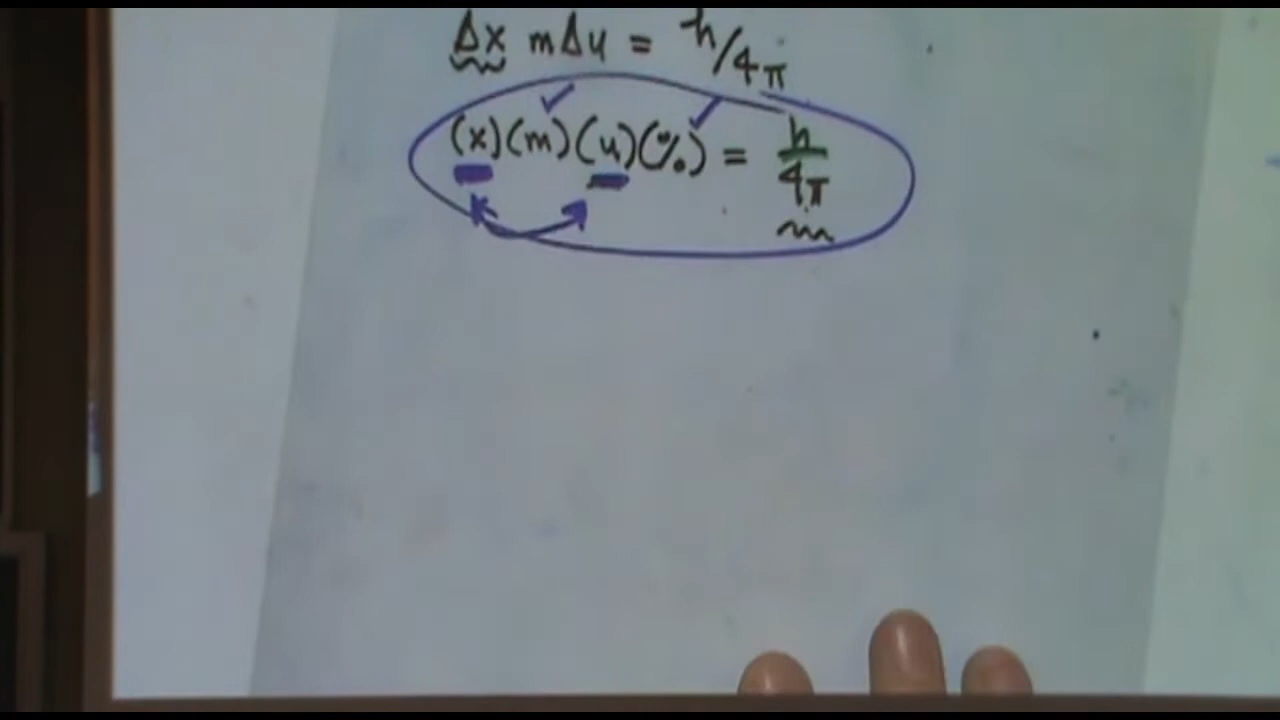 Δx mΔu = h/4π
(x)(m)(u)(%) = h/4π